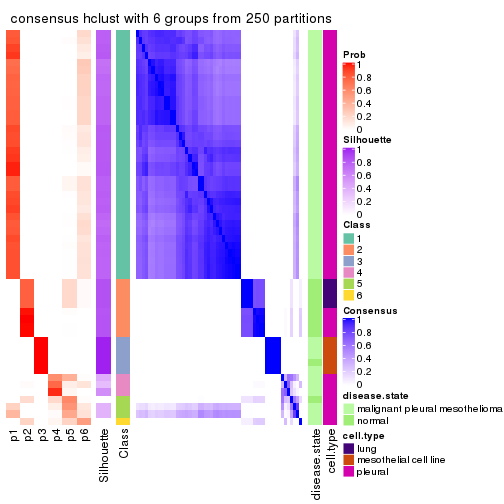 consensus hclust with 6 groups from 250 partitions
Prob
1
0.8
0.6
0.4
0.2
0
Silhouette
1
0.8
0.6
0.4
0.2
0
Class
1
2
3
4
5
6
Consensus
1
0.8
0.6
0.4
0.2
0
disease.state
malignant pleural mesothelioma
normal
cell.type
lung
mesothelial cell line
pleural
p1
p2
p3
p4
p5
p6
Silhouette
Class
disease.state
cell.type